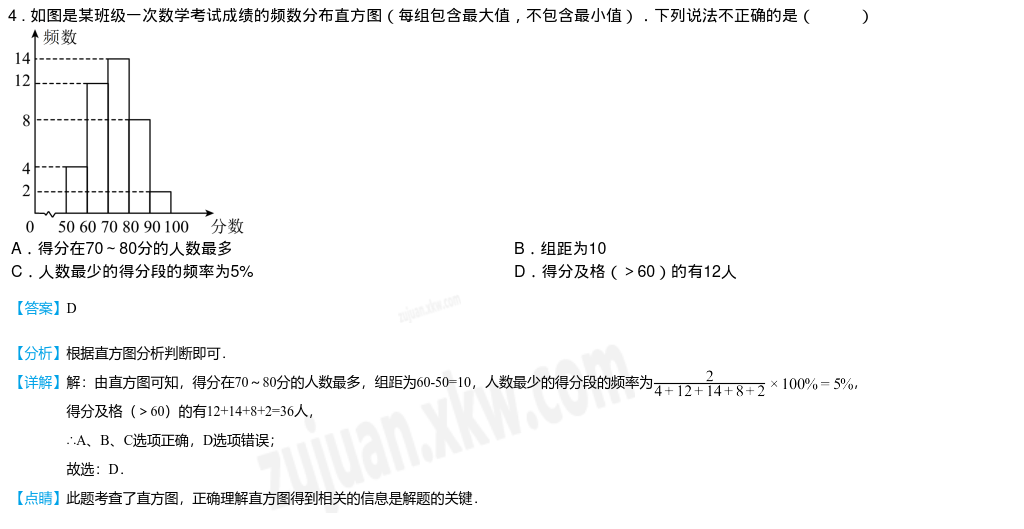 4．如图是某班级一次数学考试成绩的频数分布直方图（每组包含最大值，不包含最小值）．下列说法不正确的是（　　）
频数
14
12
8
4
2
0 50 60 70 80 90 100 分数
A．得分在70～80分的人数最多 B．组距为10
C．人数最少的得分段的频率为5% D．得分及格（＞60）的有12人
【答案】D
zujuan.xkw.com
【分析】根据直方图分析判断即可．
【详解】解：由直方图可知，得分在70～80分的人数最多，组距为60-50=10，人数最少的得分段的频率为2/(4+12+14+8+2)×100%=5%，
得分及格（＞60）的有12+14+8+2=36人，
∴A、B、C选项正确，D选项错误；
故选：D．
zujuan.xkw.com
【点睛】此题考查了直方图，正确理解直方图得到相关的信息是解题的关键．